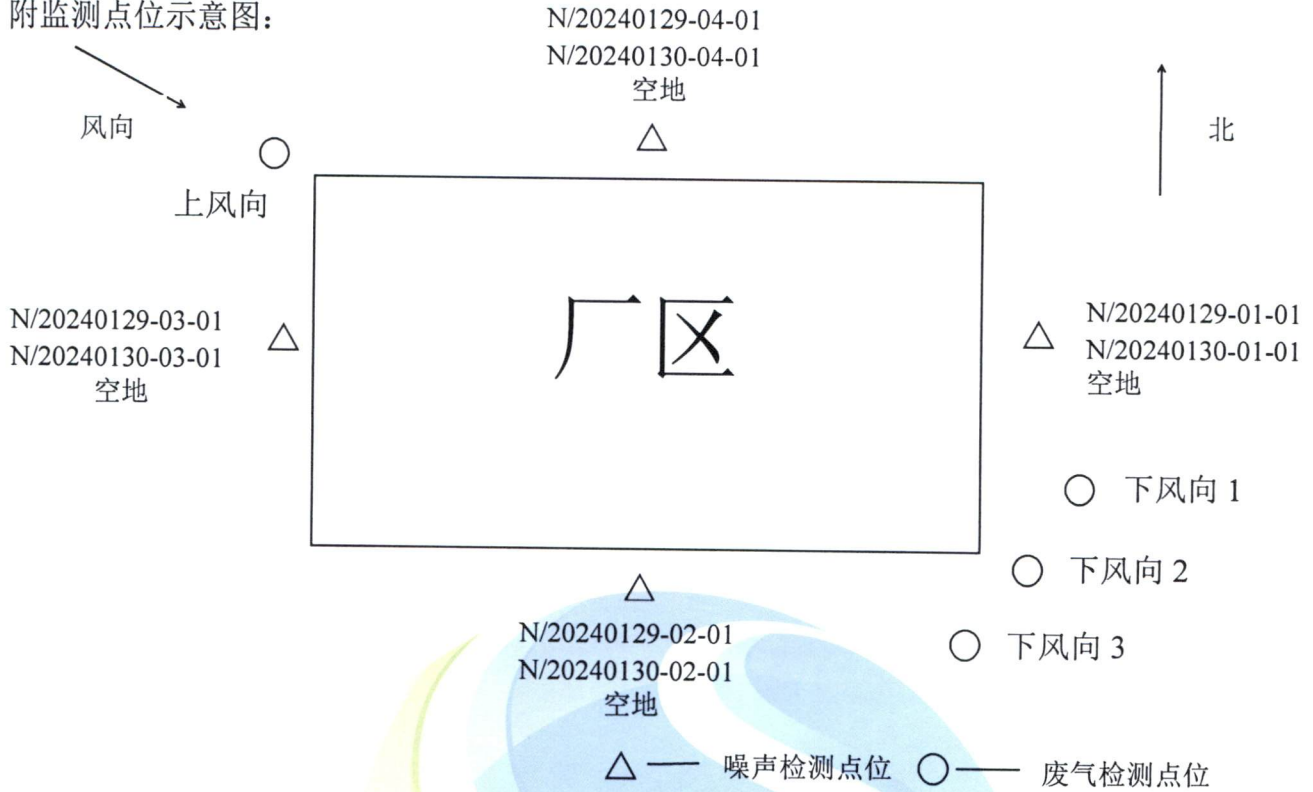 附监测点位示意图：
N/20240129-04-01
N/20240130-04-01
空地
风向
北
上风向
厂区
N/20240129-03-01
N/20240130-03-01
空地
N/20240129-01-01
N/20240130-01-01
空地
下风向 1
下风向 2
下风向 3
N/20240129-02-01
N/20240130-02-01
空地
噪声检测点位
废气检测点位